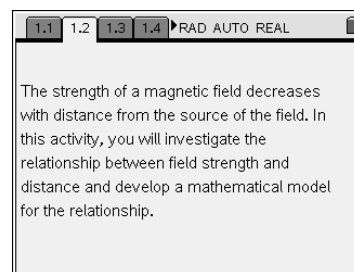 1.1 1.2 1.3 1.4 RAD AUTO REAL
The strength of a magnetic field decreases
with distance from the source of the field. In
this activity, you will investigate the
relationship between field strength and
distance and develop a mathematical model
for the relationship.